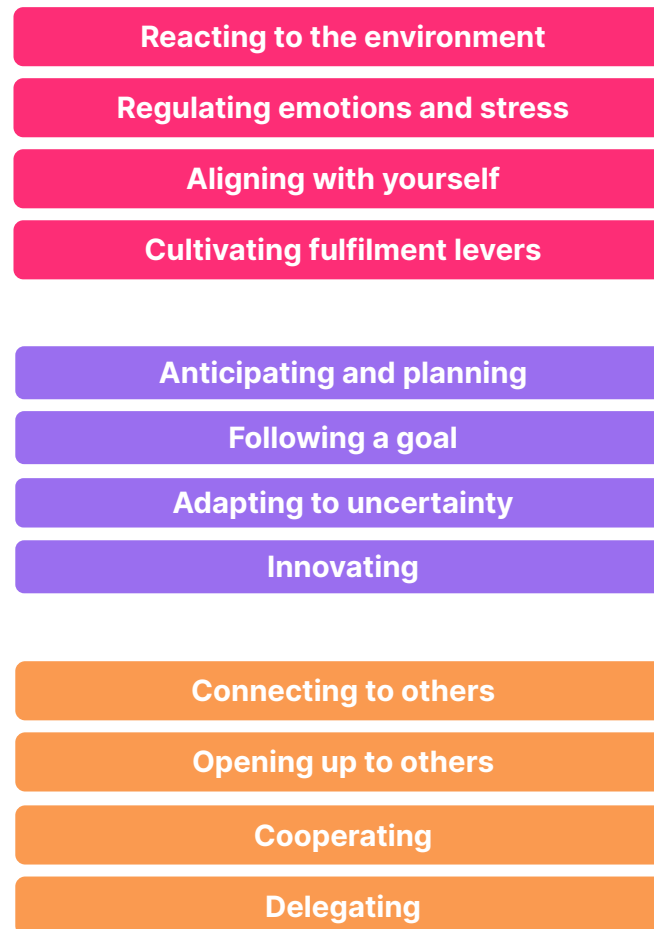 Reacting to the environment
Regulating emotions and stress
Aligning with yourself
Cultivating fulfilment levers
Anticipating and planning
Following a goal
Adapting to uncertainty
Innovating
Connecting to others
Opening up to others
Cooperating
Delegating